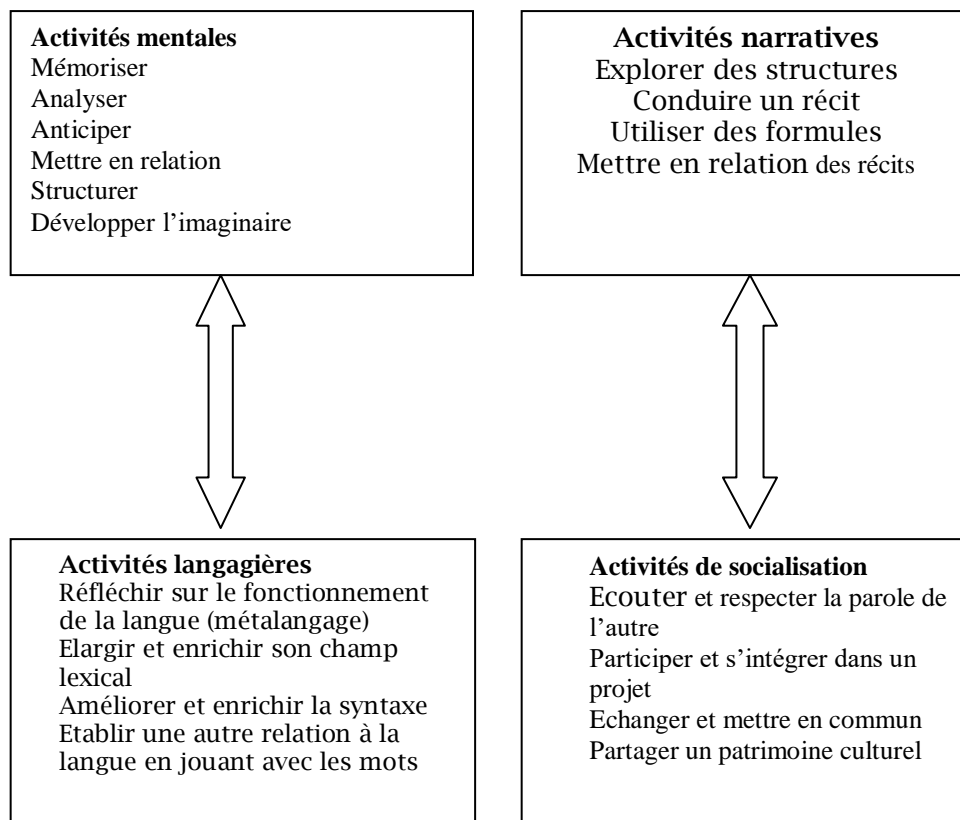 Activités mentales
Mémoriser
Analyser
Anticiper
Mettre en relation
Structurer
Développer l’imaginaire
Activités narratives
Explorer des structures
Conduire un récit
Utiliser des formules
Mettre en relation des récits
Activités langagières
Réfléchir sur le fonctionnement
de la langue (métalangage)
Elargir et enrichir son champ
lexical
Améliorer et enrichir la syntaxe
Etablir une autre relation à la
langue en jouant avec les mots
Activités de socialisation
Ecouter et respecter la parole de
l’autre
Participer et s’intégrer dans un
projet
Echanger et mettre en commun
Partager un patrimoine culturel